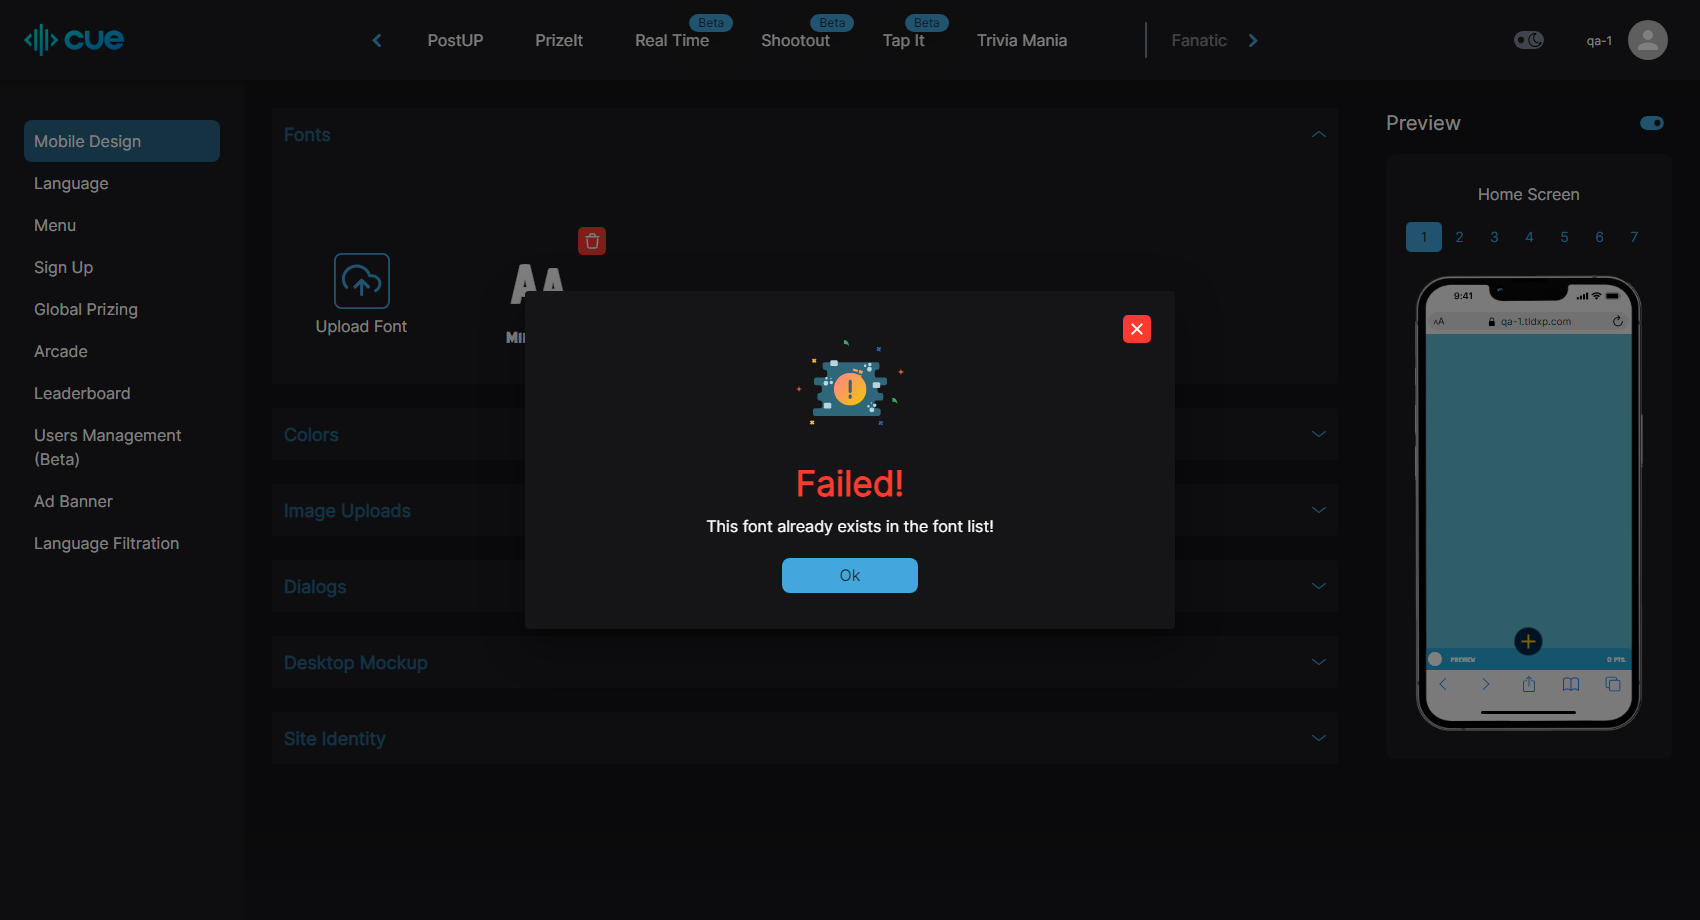 cue
PostUP
PrizeIt
Real Time
Beta
Shootout
Beta
Tap It
Beta
Trivia Mania
Fanatic
qa-1
Mobile Design
Language
Menu
Sign Up
Global Prizing
Arcade
Leaderboard
Users Management
(Beta)
Ad Banner
Language Filtration
Fonts
Upload Font
AA
Colors
Image Uploads
Dialogs
Desktop Mockup
Site Identity
Failed!
This font already exists in the font list!
Ok
Preview
Home Screen
1 2 3 4 5 6 7
9:41
AA
qa-1.tldxp.com
PREVIEW
0 PTS.